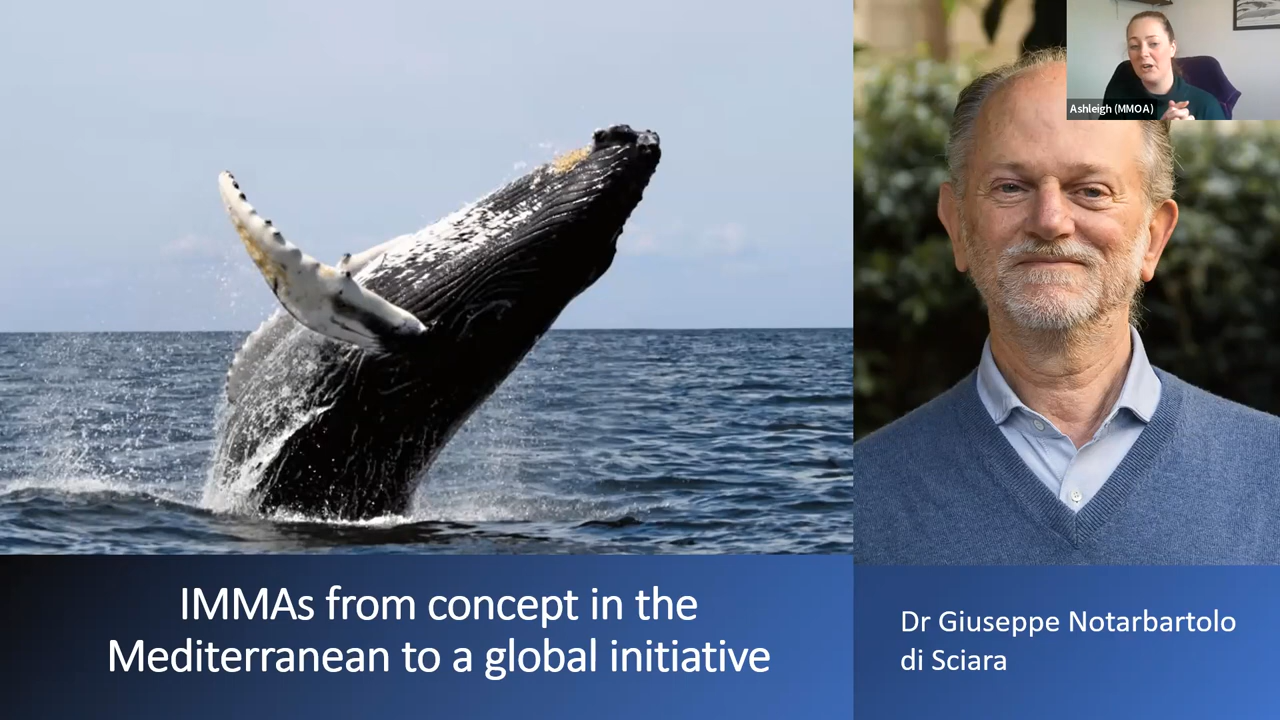 Ashleigh (MMOA)
IMMAs from concept in the
Mediterranean to a global initiative
Dr Giuseppe Notarbartolo
di Sciara